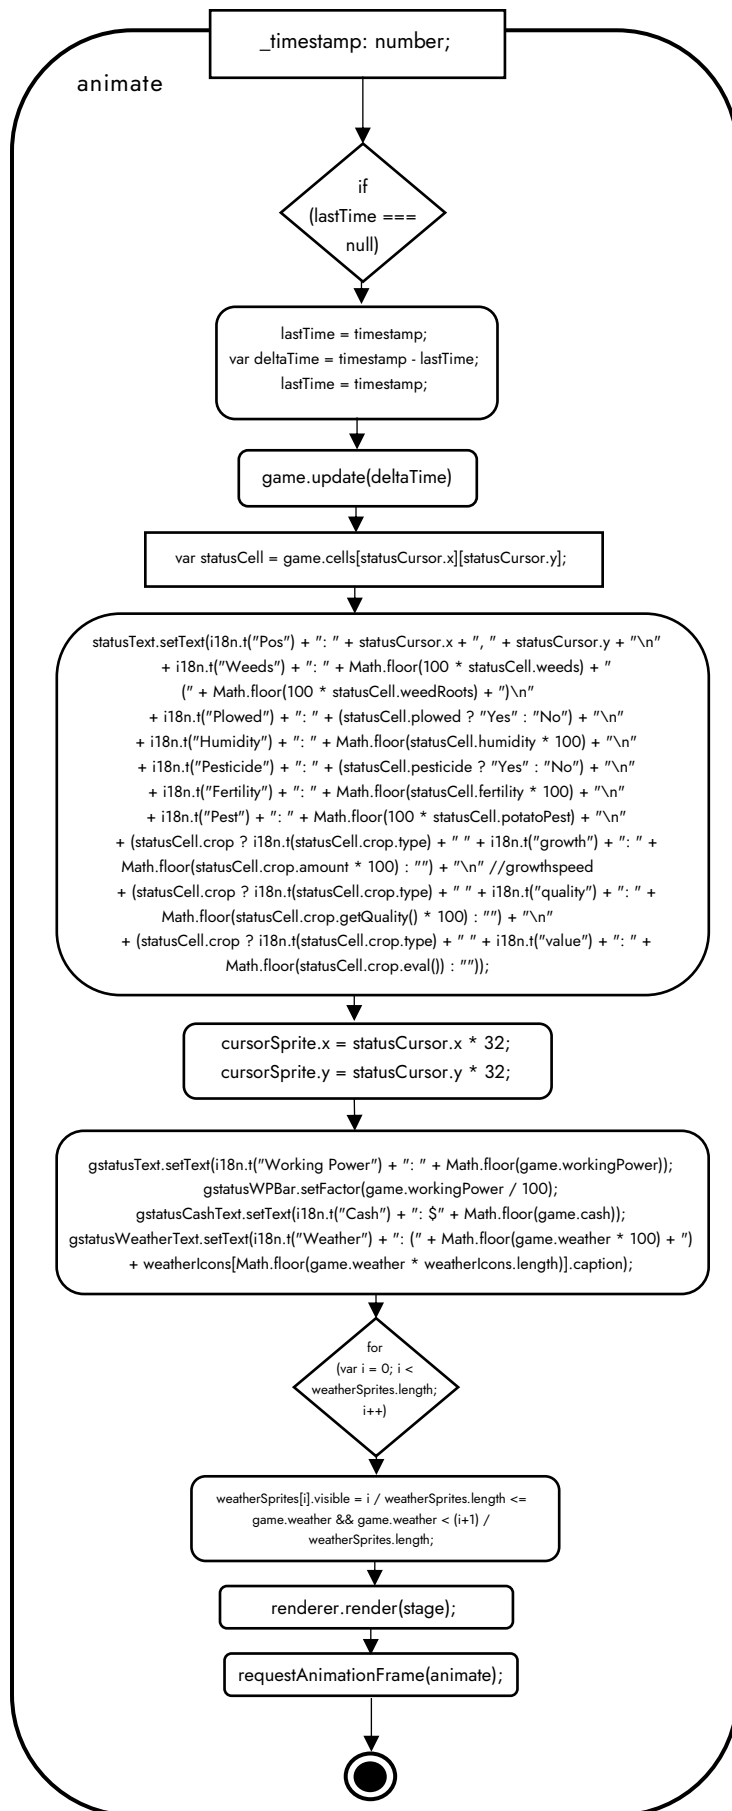 _timestamp: number;
animate
if
(lastTime ===
null)
lastTime = timestamp;
var deltaTime = timestamp - lastTime;
lastTime = timestamp;
game.update(deltaTime)
var statusCell = game.cells[statusCursor.x][statusCursor.y];
statusText.setText(i18n.t("Pos") + ": " + statusCursor.x + ", " + statusCursor.y + "\n"
+ i18n.t("Weeds") + ": " + Math.floor(100 * statusCell.weeds) + "
(" + Math.floor(100 * statusCell.weedRoots) + ")\n"
+ i18n.t("Plowed") + ": " + (statusCell.plowed ? "Yes" : "No") + "\n"
+ i18n.t("Humidity") + ": " + Math.floor(statusCell.humidity * 100) + "\n"
+ i18n.t("Pesticide") + ": " + (statusCell.pesticide ? "Yes" : "No") + "\n"
+ i18n.t("Fertility") + ": " + Math.floor(statusCell.fertility * 100) + "\n"
+ i18n.t("Pest") + ": " + Math.floor(100 * statusCell.potatoPest) + "\n"
+ (statusCell.crop ? i18n.t(statusCell.crop.type) + " " + i18n.t("growth") + ": " +
Math.floor(statusCell.crop.amount * 100) : "") + "\n" //growthspeed
+ (statusCell.crop ? i18n.t(statusCell.crop.type) + " " + i18n.t("quality") + ": " +
Math.floor(statusCell.crop.getQuality() * 100) : "") + "\n"
+ (statusCell.crop ? i18n.t(statusCell.crop.type) + " " + i18n.t("value") + ": " +
Math.floor(statusCell.crop.eval()) : ""));
cursorSprite.x = statusCursor.x * 32;
cursorSprite.y = statusCursor.y * 32;
gstatusText.setText(i18n.t("Working Power") + ": " + Math.floor(game.workingPower));
gstatusWPBar.setFactor(game.workingPower / 100);
gstatusCashText.setText(i18n.t("Cash") + ": $" + Math.floor(game.cash));
gstatusWeatherText.setText(i18n.t("Weather") + ": (" + Math.floor(game.weather * 100) + ")
+ weatherIcons[Math.floor(game.weather * weatherIcons.length)].caption);
for
(var i = 0; i <
weatherSprites.length;
i++)
weatherSprites[i].visible = i / weatherSprites.length <=
game.weather && game.weather < (i+1) /
weatherSprites.length;
renderer.render(stage);
requestAnimationFrame(animate);